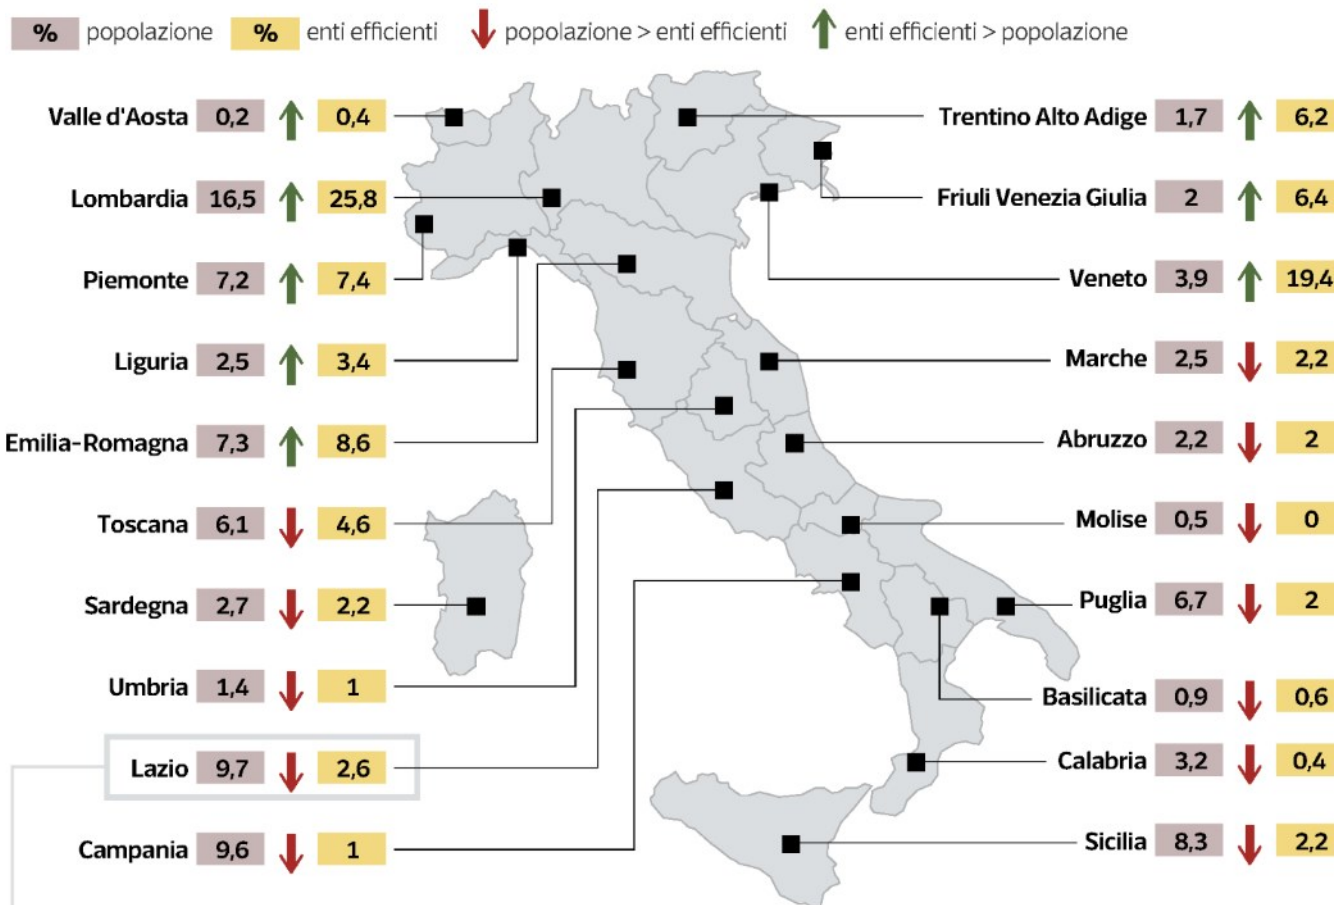 % popolazione % enti efficienti popolazione > enti efficienti enti efficienti > popolazione
Valle d'Aosta 0,2 0,4
Lombardia 16,5 25,8
Piemonte 7,2 7,4
Liguria 2,5 3,4
Emilia-Romagna 7,3 8,6
Toscana 6,1 4,6
Sardegna 2,7 2,2
Umbria 1,4 1
Lazio 9,7 2,6
Campania 9,6 1
Trentino Alto Adige 1,7 6,2
Friuli Venezia Giulia 2 6,4
Veneto 3,9 19,4
Marche 2,5 2,2
Abruzzo 2,2 2
Molise 0,5 0
Puglia 6,7 2
Basilicata 0,9 0,6
Calabria 3,2 0,4
Sicilia 8,3 2,2